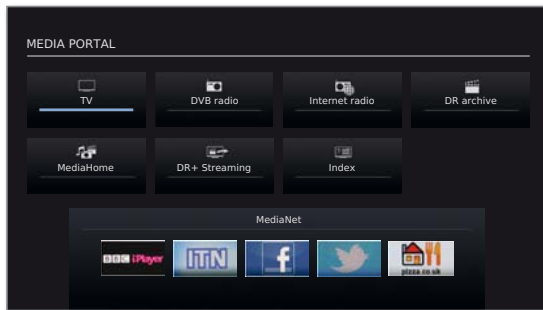 MEDIA PORTAL
TV
DVB radio
Internet radio
DR archive
MediaHome
DR+ Streaming
Index
MediaNet
BBC iPlayer
ITN
f
pizza.co.uk